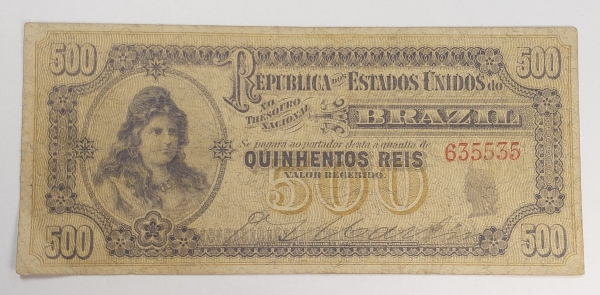 500 500
REPUBLICA DOS ESTADOS UNIDOS do
NO THESOURO NACIONAL
BRAZIL
Se pagará ao portador desta a quantia de
QUINHENTOS REIS 635535
VALOR RECEBIDO.
500
500 500